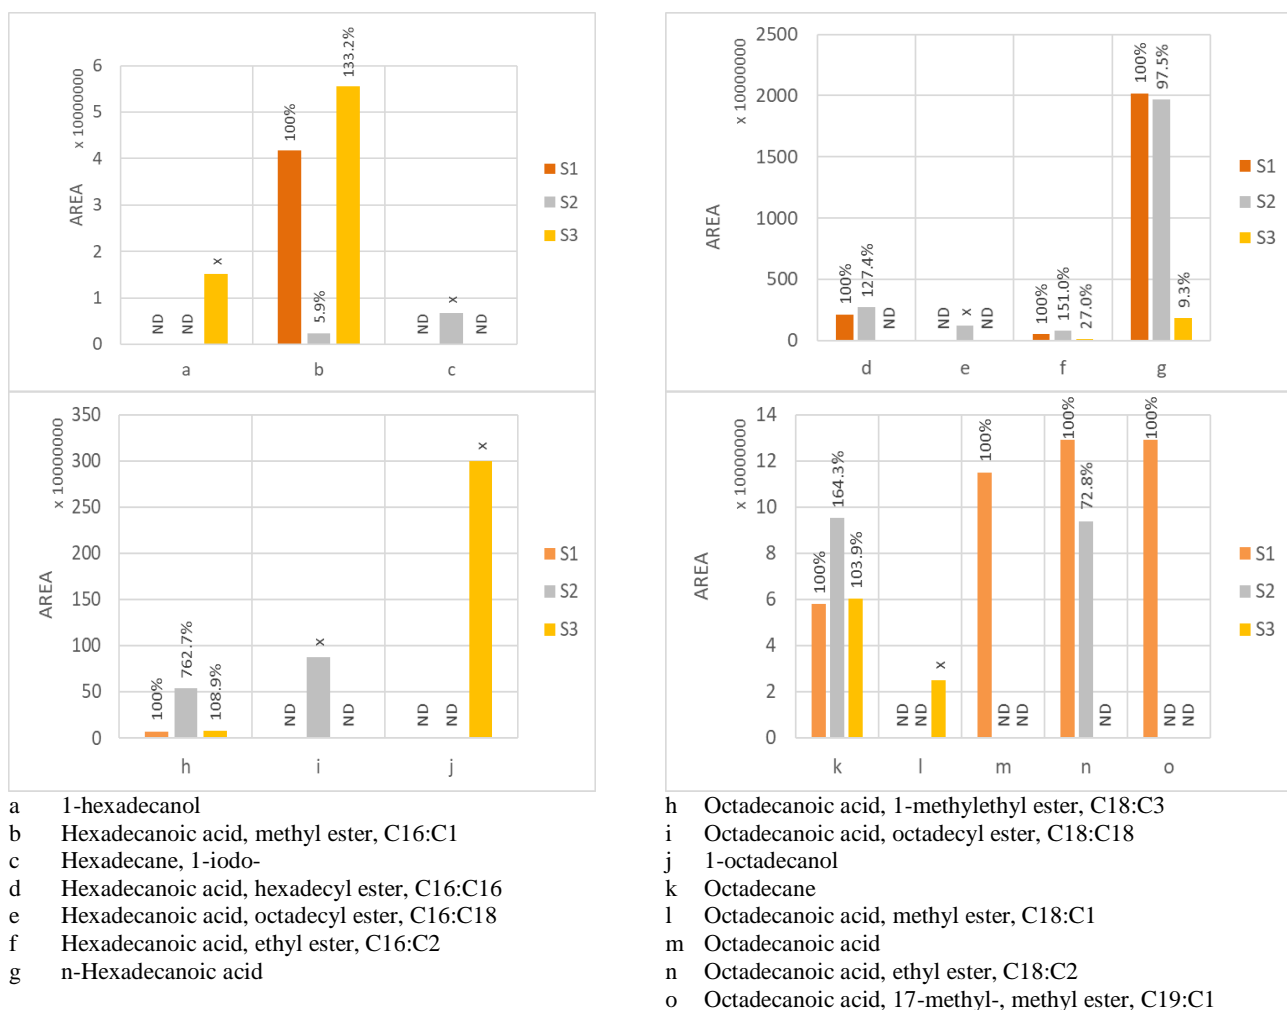 x 10000000
AREA
6
5
4
3
2
1
0
ND
ND
x
100%
5.9%
133.2%
ND
x
ND
a
b
c
S1
S2
S3
x 10000000
AREA
2500
2000
1500
1000
500
0
100%
127.4%
ND
ND
x
ND
100%
151.0%
27.0%
100%
97.5%
9.3%
d
e
f
g
S1
S2
S3
x 10000000
AREA
350
300
250
200
150
100
50
0
100%
762.7%
108.9%
ND
x
ND
ND
ND
x
h
i
j
S1
S2
S3
x 10000000
AREA
14
12
10
8
6
4
2
0
100%
164.3%
103.9%
ND
ND
x
100%
ND
ND
100%
72.8%
ND
100%
ND
ND
k
l
m
n
o
S1
S2
S3
a 1-hexadecanol
b Hexadecanoic acid, methyl ester, C16:C1
c Hexadecane, 1-iodo-
d Hexadecanoic acid, hexadecyl ester, C16:C16
e Hexadecanoic acid, octadecyl ester, C16:C18
f Hexadecanoic acid, ethyl ester, C16:C2
g n-Hexadecanoic acid
h Octadecanoic acid, 1-methylethyl ester, C18:C3
i Octadecanoic acid, octadecyl ester, C18:C18
j 1-octadecanol
k Octadecane
l Octadecanoic acid, methyl ester, C18:C1
m Octadecanoic acid
n Octadecanoic acid, ethyl ester, C18:C2
o Octadecanoic acid, 17-methyl-, methyl ester, C19:C1